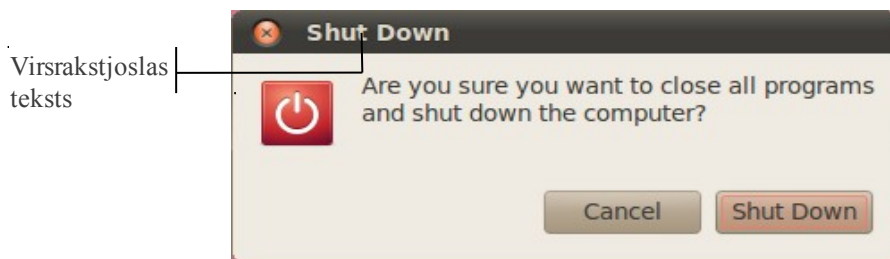 Shut Down
Virsrakstjoslas
teksts
Are you sure you want to close all programs
and shut down the computer?
Cancel
Shut Down